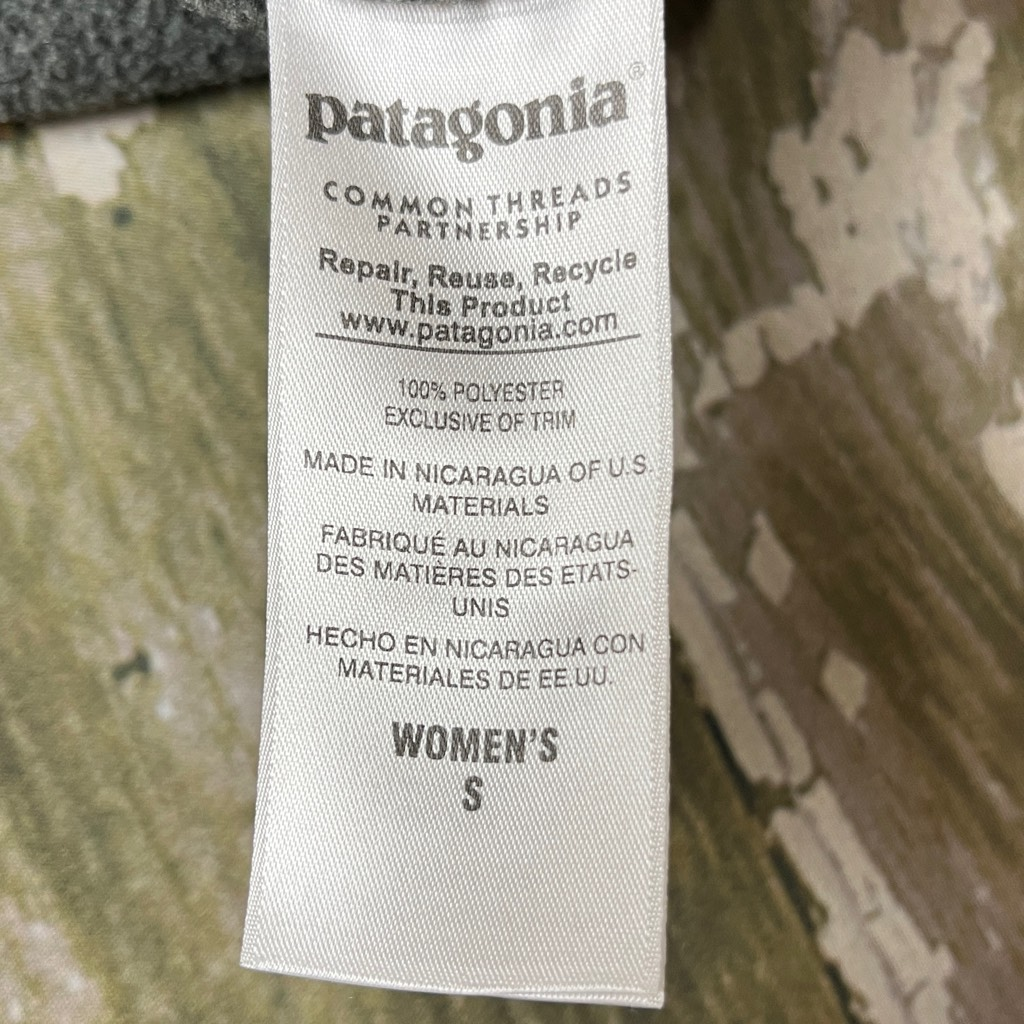 patagonia®
COMMON THREADS
PARTNERSHIP
Repair, Reuse, Recycle
This Product
www.patagonia.com
100% POLYESTER
EXCLUSIVE OF TRIM
MADE IN NICARAGUA OF U.S.
MATERIALS
FABRIQUÉ AU NICARAGUA
DES MATIÈRES DES ETATS-
UNIS
HECHO EN NICARAGUA CON
MATERIALES DE EE.UU.
WOMEN'S
S